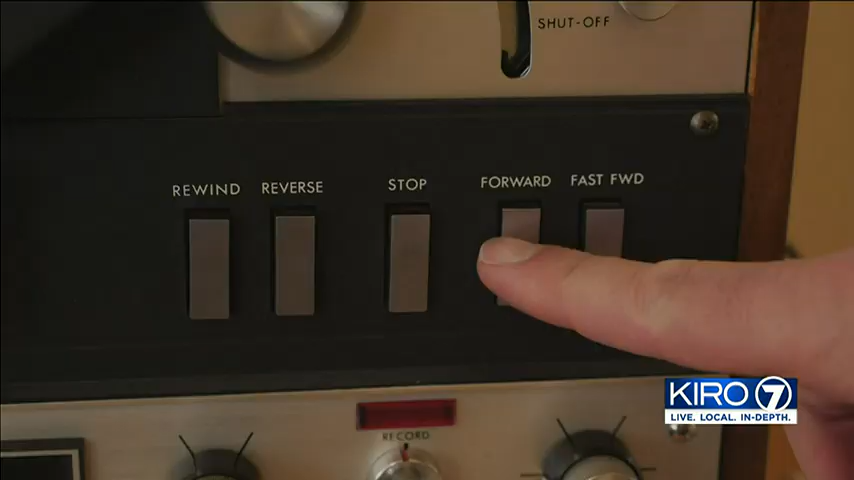 SHUT-OFF
REWIND REVERSE STOP FORWARD FAST FWD
RECORD
KIRO 7
LIVE. LOCAL. IN-DEPTH.